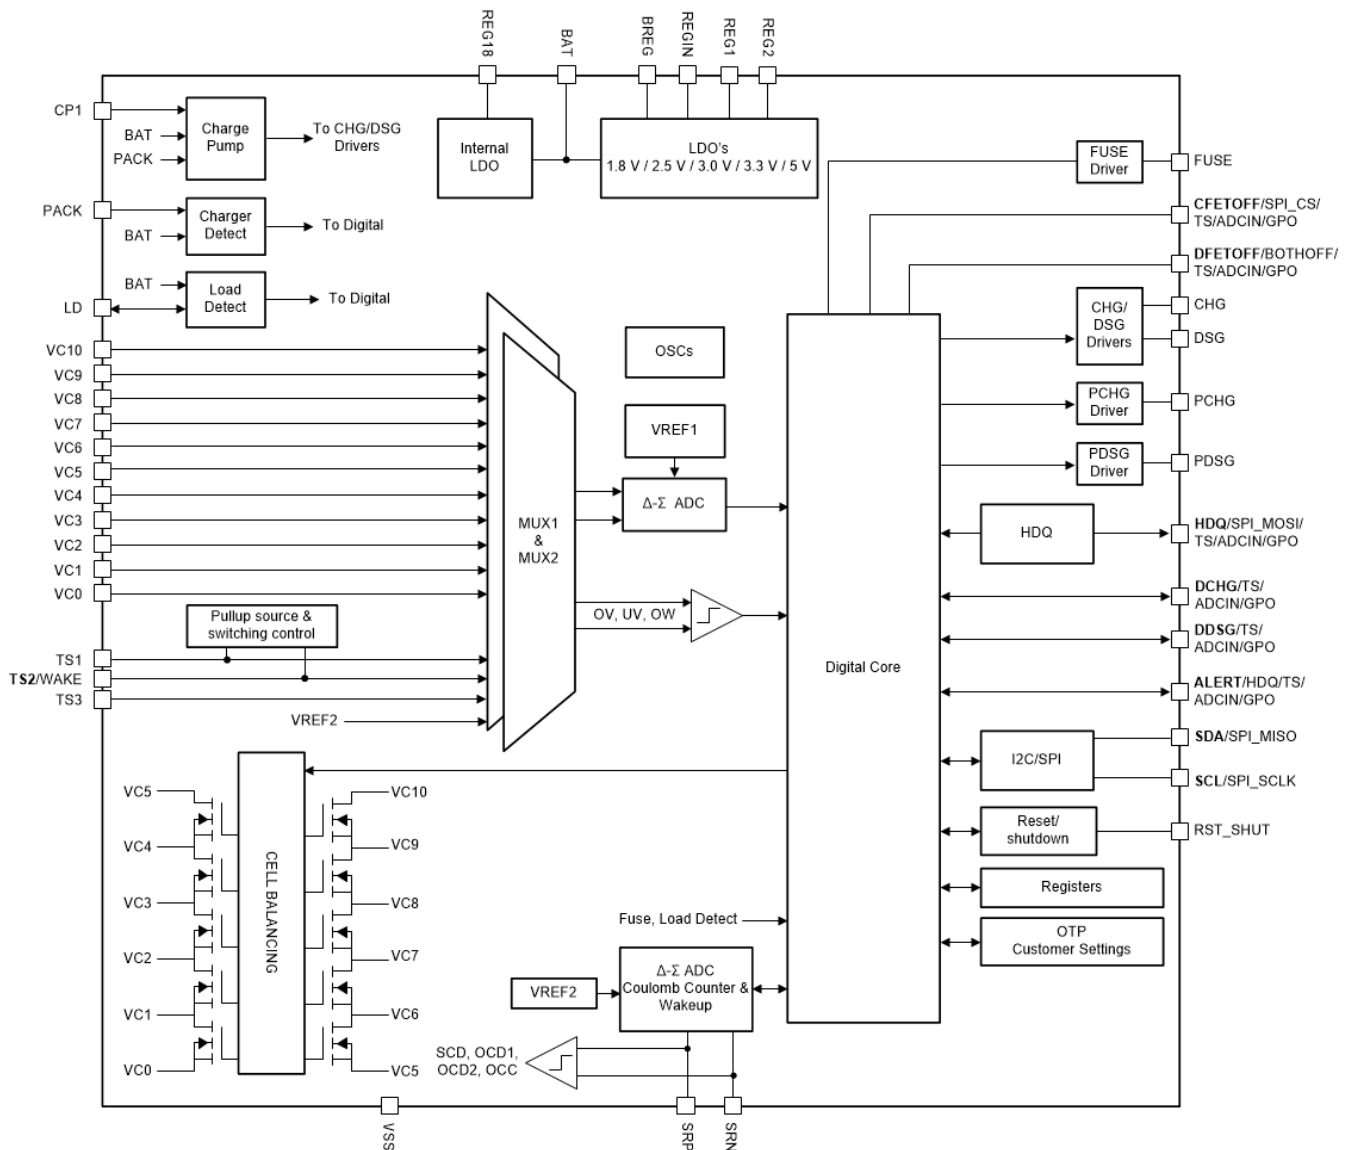 REG18
BAT
BREG
REGIN
REG1
REG2
CP1
BAT
PACK
Charge
Pump
To CHG/DSG
Drivers
Internal
LDO
LDO's
1.8 V / 2.5 V / 3.0 V / 3.3 V / 5 V
FUSE
Driver
FUSE
PACK
BAT
Charger
Detect
To Digital
CFETOFF/SPI_CS/
TS/ADCIN/GPO
DFETOFF/BOTHOFF/
TS/ADCIN/GPO
BAT
LD
Load
Detect
To Digital
CHG/
DSG
Drivers
CHG
DSG
VC10
VC9
VC8
VC7
VC6
VC5
VC4
VC3
VC2
VC1
VC0
OSCs
VREF1
Δ-Σ ADC
MUX1
&
MUX2
OV, UV, OW
PCHG
Driver
PCHG
PDSG
Driver
PDSG
HDQ
HDQ/SPI_MOSI/
TS/ADCIN/GPO
DCHG/TS/
ADCIN/GPO
DDSG/TS/
ADCIN/GPO
ALERT/HDQ/TS/
ADCIN/GPO
Pullup source &
switching control
TS1
TS2/WAKE
TS3
VREF2
Digital Core
I2C/SPI
SDA/SPI_MISO
SCL/SPI_SCLK
Reset/
shutdown
RST_SHUT
Registers
OTP
Customer Settings
VC5
VC4
VC3
VC2
VC1
VC0
CELL BALANCING
VC10
VC9
VC8
VC7
VC6
VC5
Fuse, Load Detect
VREF2
Δ-Σ ADC
Coulomb Counter &
Wakeup
SCD, OCD1,
OCD2, OCC
VSS
SRP
SRN